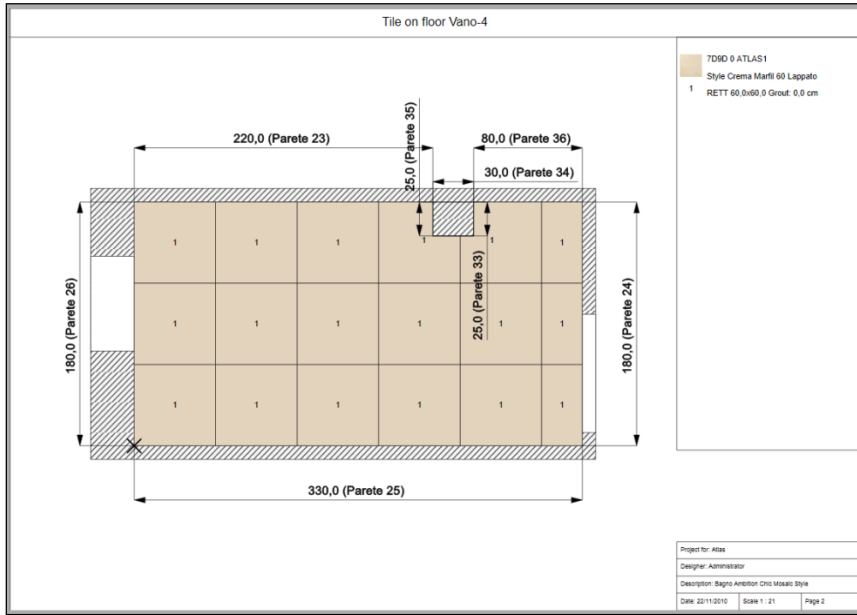 Tile on floor Vano-4
7D9D 0 ATLAS1
Style Crema Marfil 60 Lappato
1 RETT 60,0x60,0 Grout: 0,0 cm
220,0 (Parete 23)
25,0 (Parete 35)
80,0 (Parete 36)
30,0 (Parete 34)
180,0 (Parete 26)
1 1 1 1 1 1
25,0 (Parete 33)
180,0 (Parete 24)
1 1 1 1 1 1
1 1 1 1 1 1
330,0 (Parete 25)
Project for: Atlas
Designer: Administrator
Description: Bagno Ambition Chic Mosaic Style
Date: 22/11/2010 Scale 1 : 21 Page 2